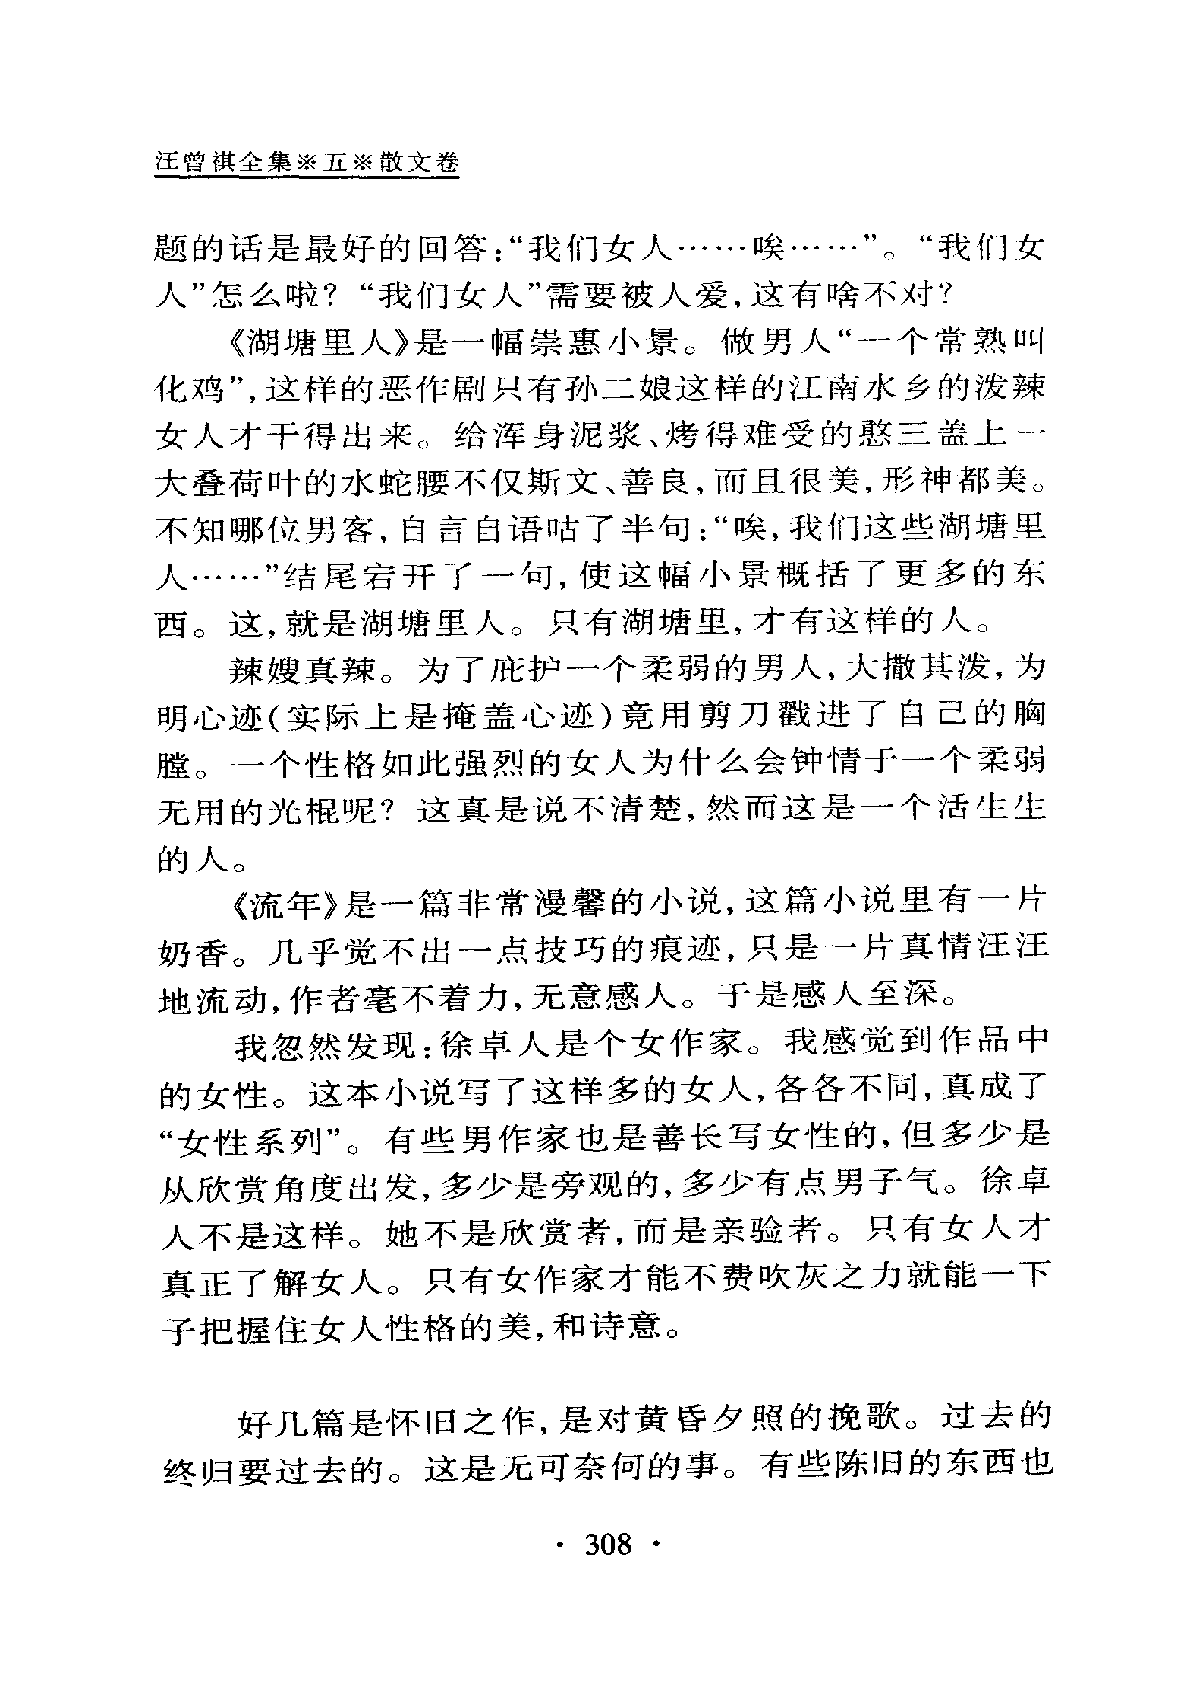 汪曾祺全集※五※散文卷
题的话是最好的回答:“我们女人……唉……”。“我们女
人”怎么啦? “我们女人”需要被人爱,这有啥不对?
《湖塘里人》是一幅崇惠小景。做男人“一个常熟叫
化鸡”,这样的恶作剧只有孙二娘这样的江南水乡的泼辣
女人才干得出来。给浑身泥浆、烤得难受的憨三盖上一
大叠荷叶的水蛇腰不仅斯文、善良,而且很美,形神都美。
不知哪位男客,自言自语咕了半句:“唉,我们这些湖塘里
人……”结尾宕开了一句,使这幅小景概括了更多的东
西。这,就是湖塘里人。只有湖塘里,才有这样的人。
辣嫂真辣。为了庇护一个柔弱的男人,大撒其泼,为
明心迹(实际上是掩盖心迹)竟用剪刀戳进了自己的胸
膛。一个性格如此强烈的女人为什么会钟情于一个柔弱
无用的光棍呢? 这真是说不清楚,然而这是一个活生生
的人。
《流年》是一篇非常漫馨的小说,这篇小说里有一片
奶香。几乎觉不出一点技巧的痕迹,只是一片真情汪汪
地流动,作者毫不着力,无意感人。于是感人至深。
我忽然发现:徐卓人是个女作家。我感觉到作品中
的女性。这本小说写了这样多的女人,各各不同,真成了
“女性系列”。有些男作家也是善长写女性的,但多少是
从欣赏角度出发,多少是旁观的,多少有点男子气。徐卓
人不是这样。她不是欣赏者,而是亲验者。只有女人才
真正了解女人。只有女作家才能不费吹灰之力就能一下
子把握住女人性格的美,和诗意。
好几篇是怀旧之作,是对黄昏夕照的挽歌。过去的
终归要过去的。这是无可奈何的事。有些陈旧的东西也
· 308 ·